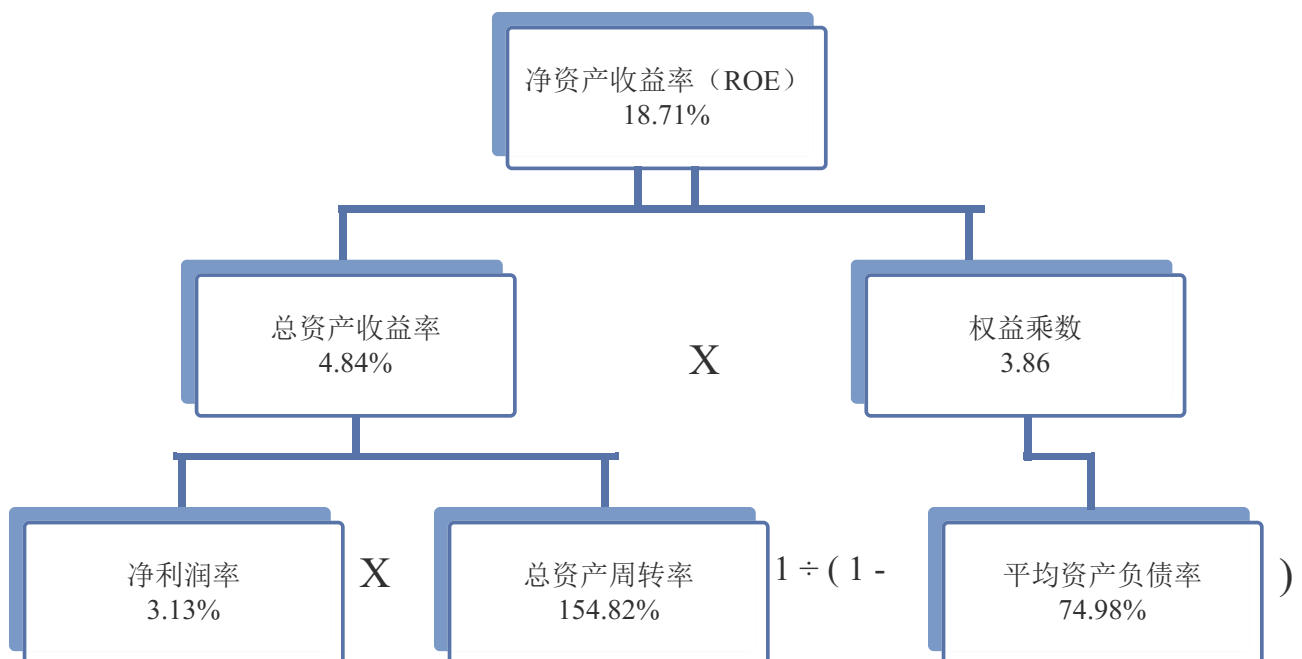 净资产收益率（ROE）
18.71%
总资产收益率
4.84%
X
权益乘数
3.86
净利润率
3.13%
X
总资产周转率
154.82%
1 ÷ ( 1 -
平均资产负债率
74.98%
)